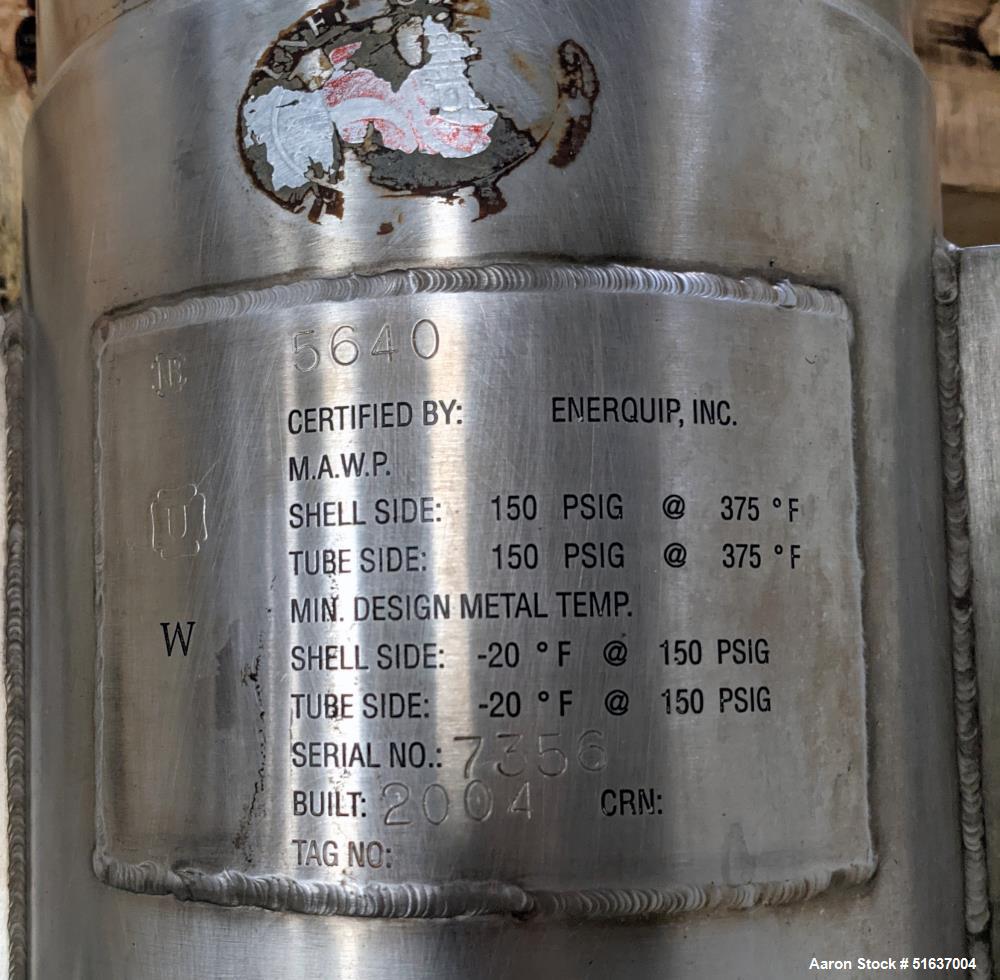 5640
CERTIFIED BY: ENERQUIP, INC.
M.A.W.P.
SHELL SIDE: 150 PSIG @ 375 °F
TUBE SIDE: 150 PSIG @ 375 °F
U
MIN. DESIGN METAL TEMP.
W
SHELL SIDE: -20 °F @ 150 PSIG
TUBE SIDE: -20 °F @ 150 PSIG
SERIAL NO.: 7356
BUILT: 2004 CRN:
TAG NO:
Aaron Stock # 51637004